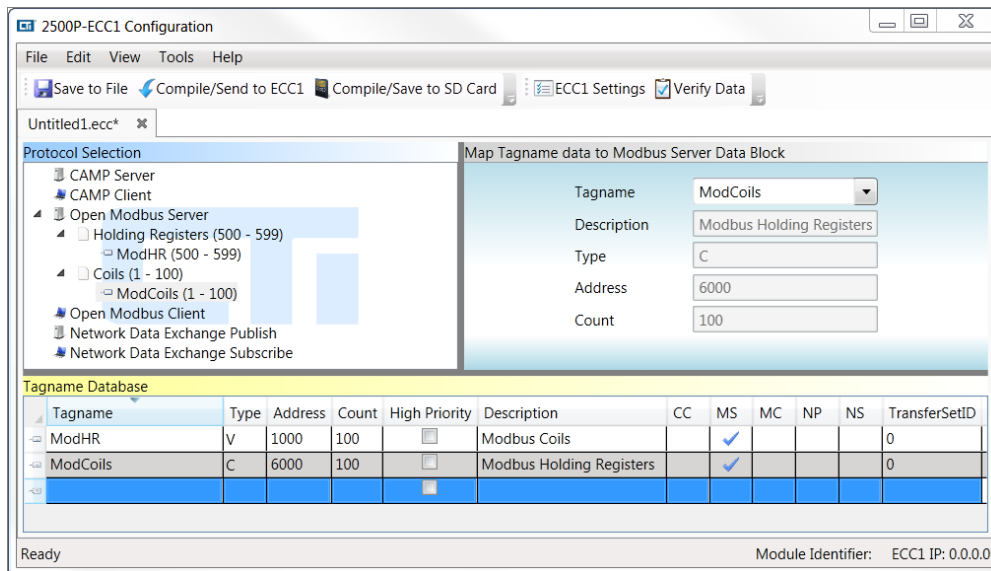 CTI 2500P-ECC1 Configuration
File Edit View Tools Help
Save to File Compile/Send to ECC1 Compile/Save to SD Card ECC1 Settings Verify Data
Untitled1.ecc*
Protocol Selection
CAMP Server
CAMP Client
Open Modbus Server
Holding Registers (500 - 599)
ModHR (500 - 599)
Coils (1 - 100)
ModCoils (1 - 100)
Open Modbus Client
Network Data Exchange Publish
Network Data Exchange Subscribe
Map Tagname data to Modbus Server Data Block
Tagname ModCoils
Description Modbus Holding Registers
Type C
Address 6000
Count 100
Tagname Database
Tagname Type Address Count High Priority Description CC MS MC NP NS TransferSetID
ModHR V 1000 100 Modbus Coils 0
ModCoils C 6000 100 Modbus Holding Registers 0
Ready Module Identifier: ECC1 IP: 0.0.0.0